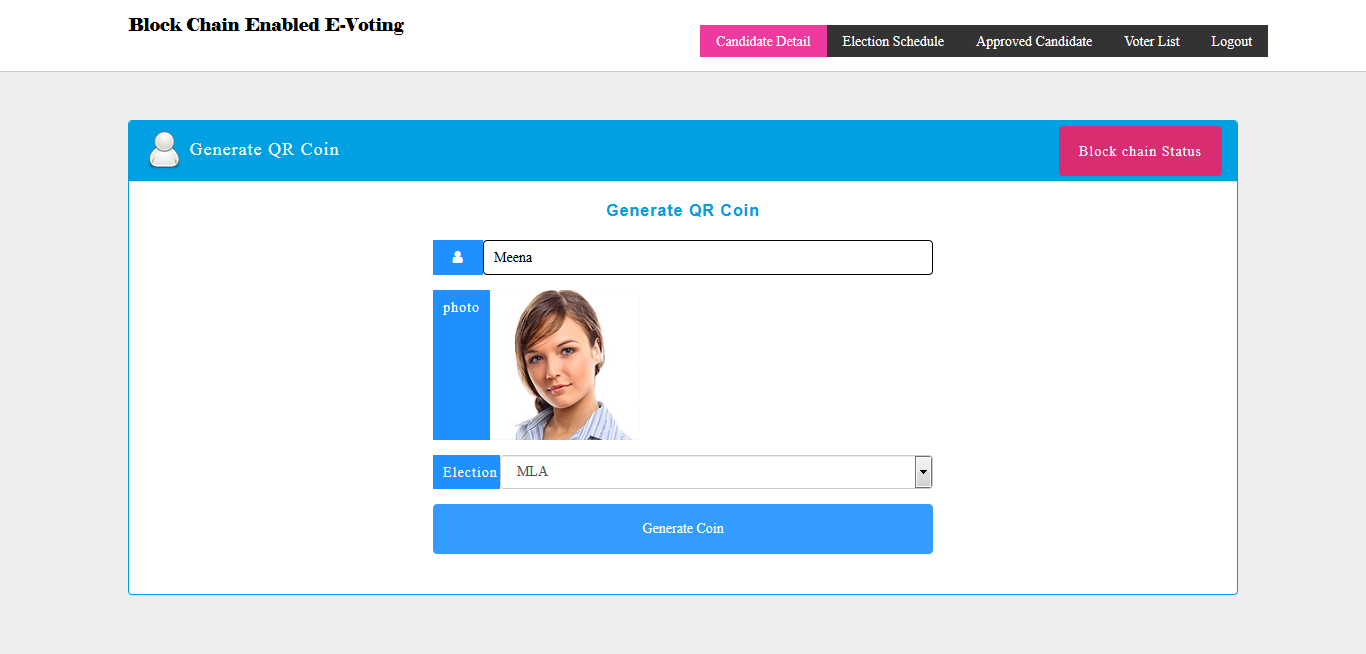 Block Chain Enabled E-Voting
Candidate Detail Election Schedule Approved Candidate Voter List Logout
Generate QR Coin
Block chain Status
Generate QR Coin
Meena
photo
Election MLA
Generate Coin